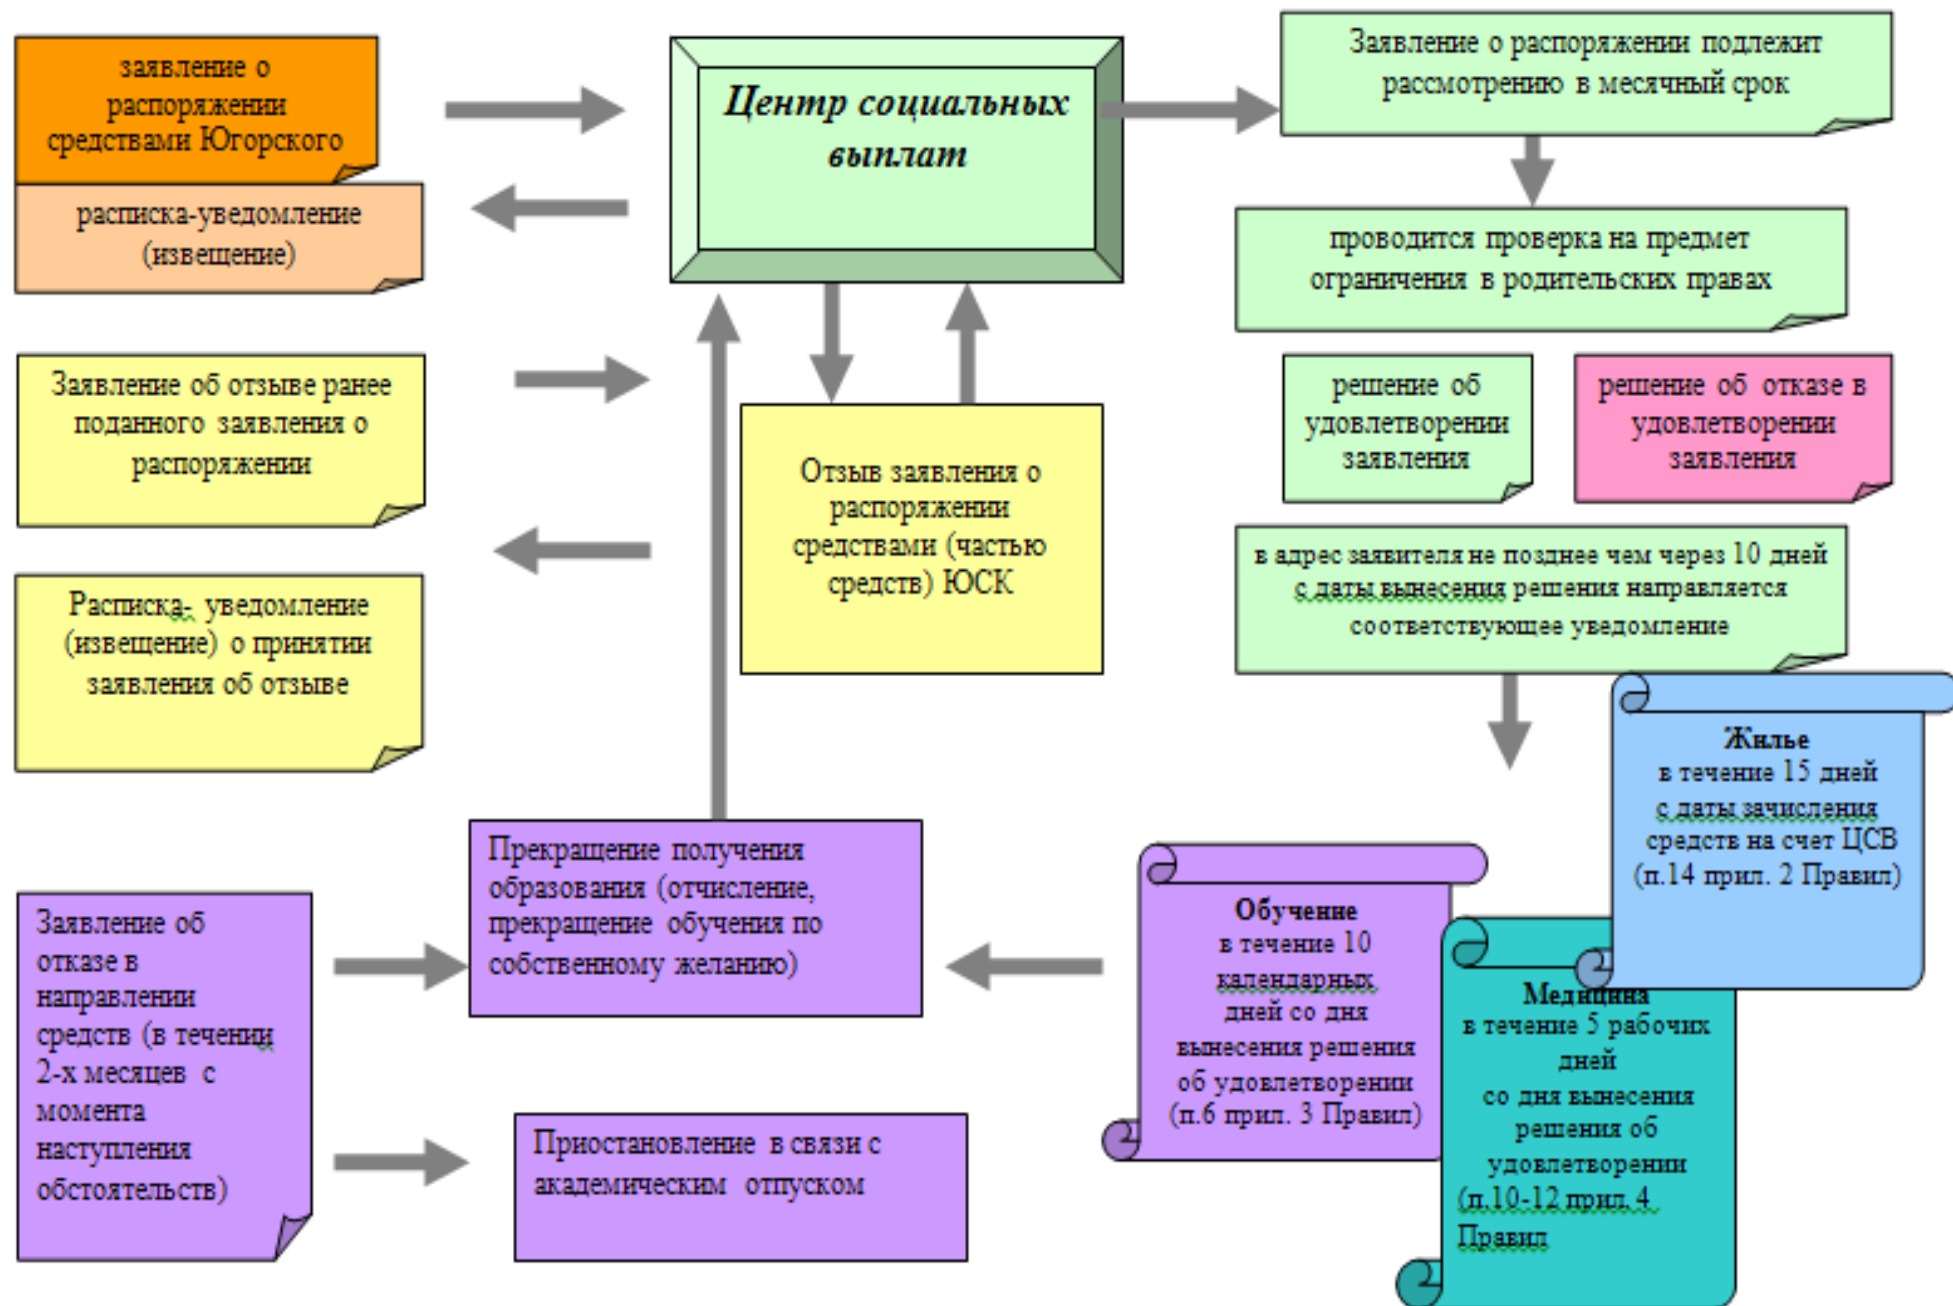 заявление о
распоряжении
средствами Югорского
расписка-уведомление
(извещение)
Заявление об отзыве ранее
поданного заявления о
распоряжении
Расписка- уведомление
(извещение) о принятии
заявления об отзыве
Заявление об
отказе в
направлении
средств (в течении
2-х месяцев с
момента
наступления
обстоятельств)
Центр социальных
выплат
Отзыв заявления о
распоряжении
средствами (частью
средств) ЮСК
Прекращение получения
образования (отчисление,
прекращение обучения по
собственному желанию)
Приостановление в связи с
академическим отпуском
Заявление о распоряжении подлежит
рассмотрению в месячный срок
проводится проверка на предмет
ограничения в родительских правах
решение об
удовлетворении
заявления
решение об отказе в
удовлетворении
заявления
в адрес заявителя не позднее чем через 10 дней
с даты вынесения решения направляется
соответствующее уведомление
Жилье
в течение 15 дней
с даты зачисления
средств на счет ЦСВ
(п.14 прил. 2 Правил)
Обучение
в течение 10
календарных
дней со дня
вынесения решения
об удовлетворении
(п.6 прил. 3 Правил)
Медицина
в течение 5 рабочих
дней
со дня вынесения
решения об
удовлетворении
(п.10-12 прил. 4
Правил